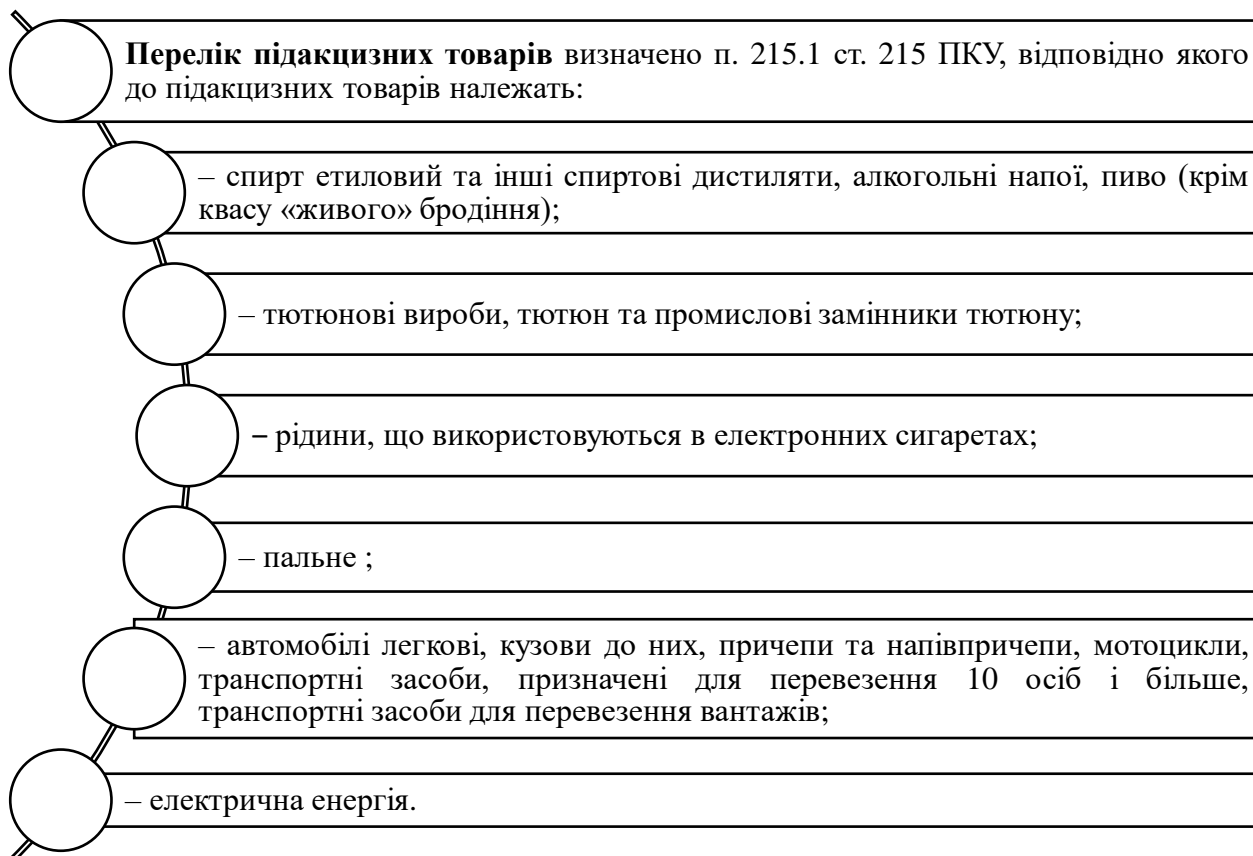 Перелік підакцизних товарів визначено п. 215.1 ст. 215 ПКУ, відповідно якого
до підакцизних товарів належать:
– спирт етиловий та інші спиртові дистиляти, алкогольні напої, пиво (крім
квасу «живого» бродіння);
– тютюнові вироби, тютюн та промислові замінники тютюну;
– рідини, що використовуються в електронних сигаретах;
– пальне ;
– автомобілі легкові, кузови до них, причепи та напівпричепи, мотоцикли,
транспортні засоби, призначені для перевезення 10 осіб і більше,
транспортні засоби для перевезення вантажів;
– електрична енергія.